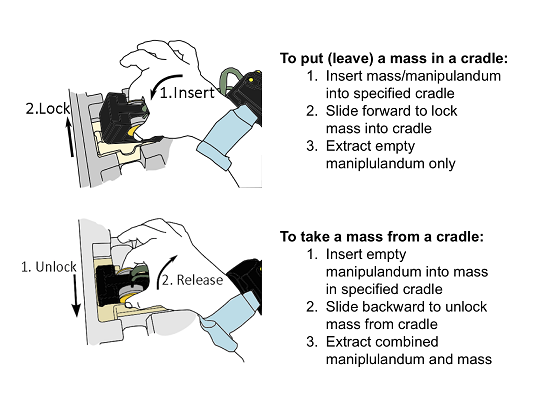 1.Insert
2.Lock
To put (leave) a mass in a cradle:
1. Insert mass/manipulandum
into specified cradle
2. Slide forward to lock
mass into cradle
3. Extract empty
maniplulandum only
1. Unlock
2. Release
To take a mass from a cradle:
1. Insert empty
manipulandum into mass
in specified cradle
2. Slide backward to unlock
mass from cradle
3. Extract combined
maniplulandum and mass